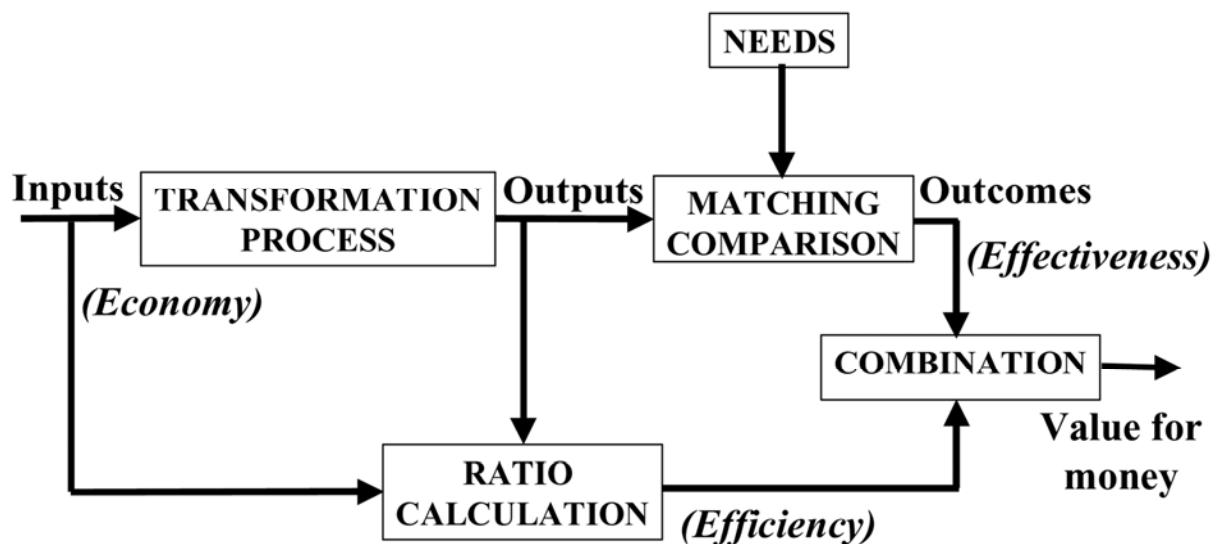 NEEDS
Inputs
TRANSFORMATION
PROCESS
Outputs
MATCHING
COMPARISON
Outcomes
(Economy)
(Effectiveness)
COMBINATION
Value for
money
RATIO
CALCULATION
(Efficiency)